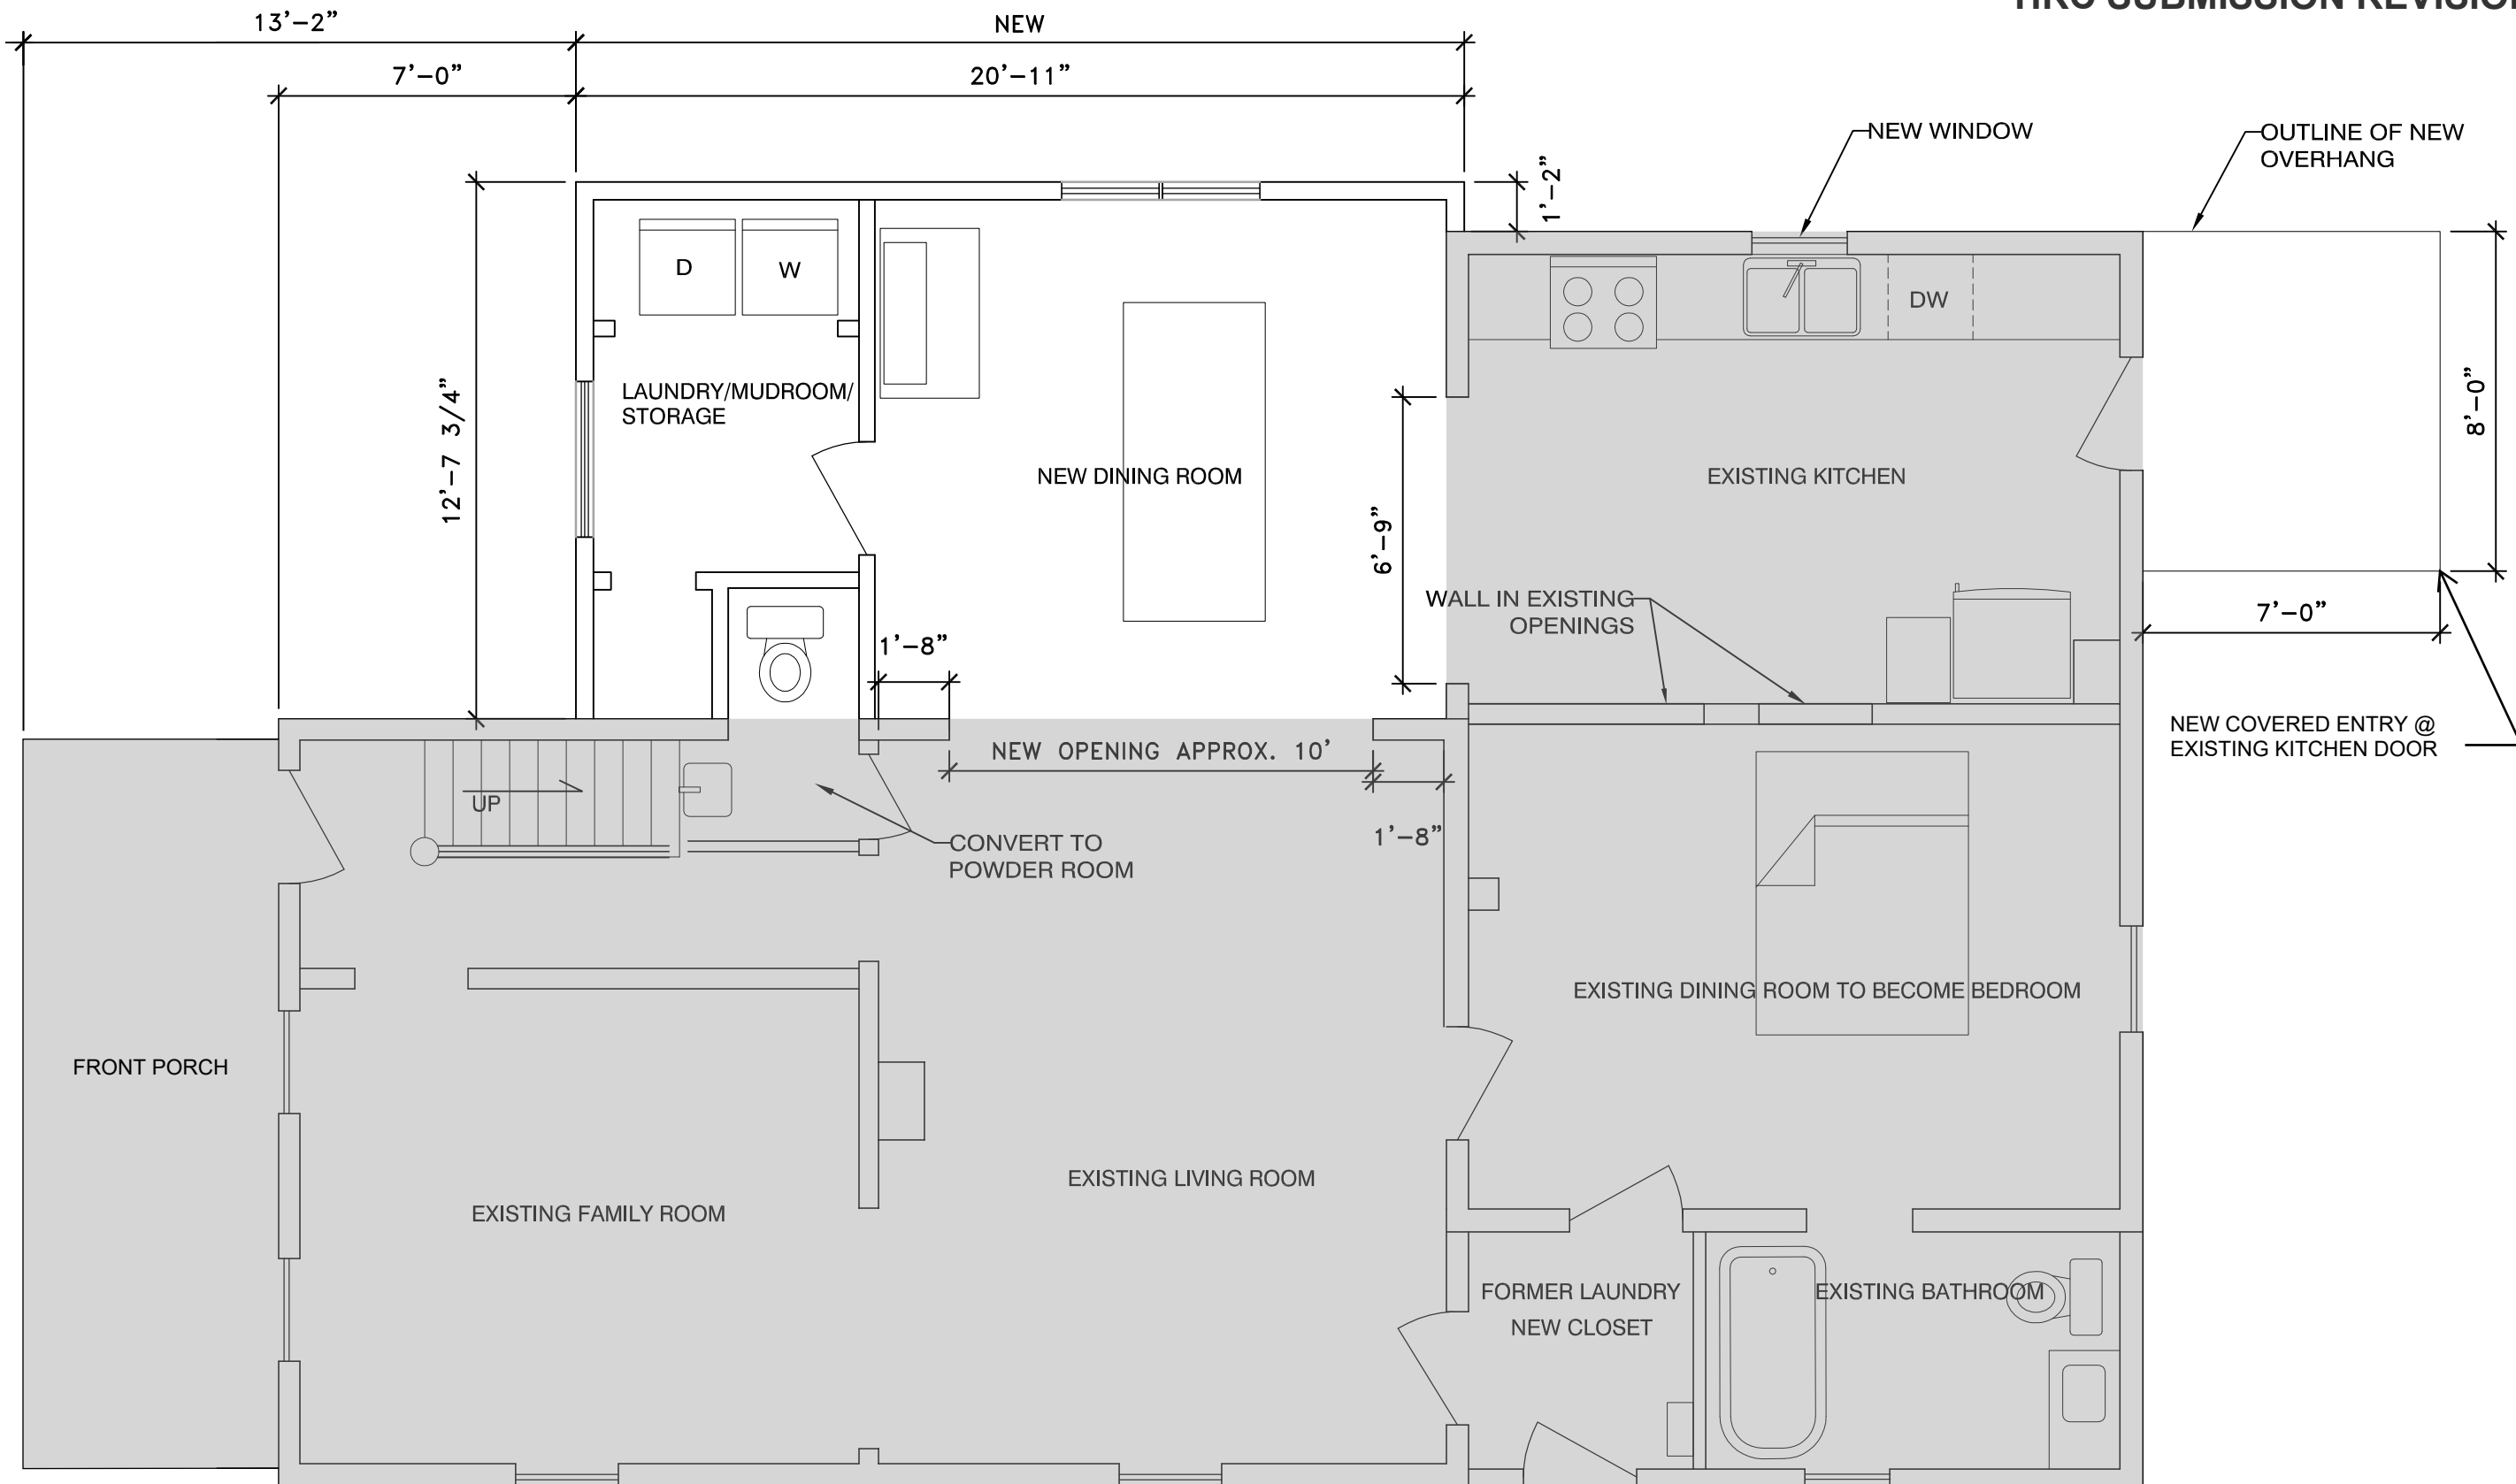 HRC SUBMISSION REVISION
13'-2"
NEW
7'-0"
20'-11"
NEW WINDOW
OUTLINE OF NEW
OVERHANG
1'-2"
D
W
DW
12'-7 3/4"
LAUNDRY/MUDROOM/
STORAGE
8'-0"
NEW DINING ROOM
EXISTING KITCHEN
6'-9"
WALL IN EXISTING
OPENINGS
7'-0"
1'-8"
NEW COVERED ENTRY @
EXISTING KITCHEN DOOR
NEW OPENING APPROX. 10'
UP
1'-8"
CONVERT TO
POWDER ROOM
EXISTING DINING ROOM TO BECOME BEDROOM
FRONT PORCH
EXISTING LIVING ROOM
EXISTING FAMILY ROOM
FORMER LAUNDRY
NEW CLOSET
EXISTING BATHROOM